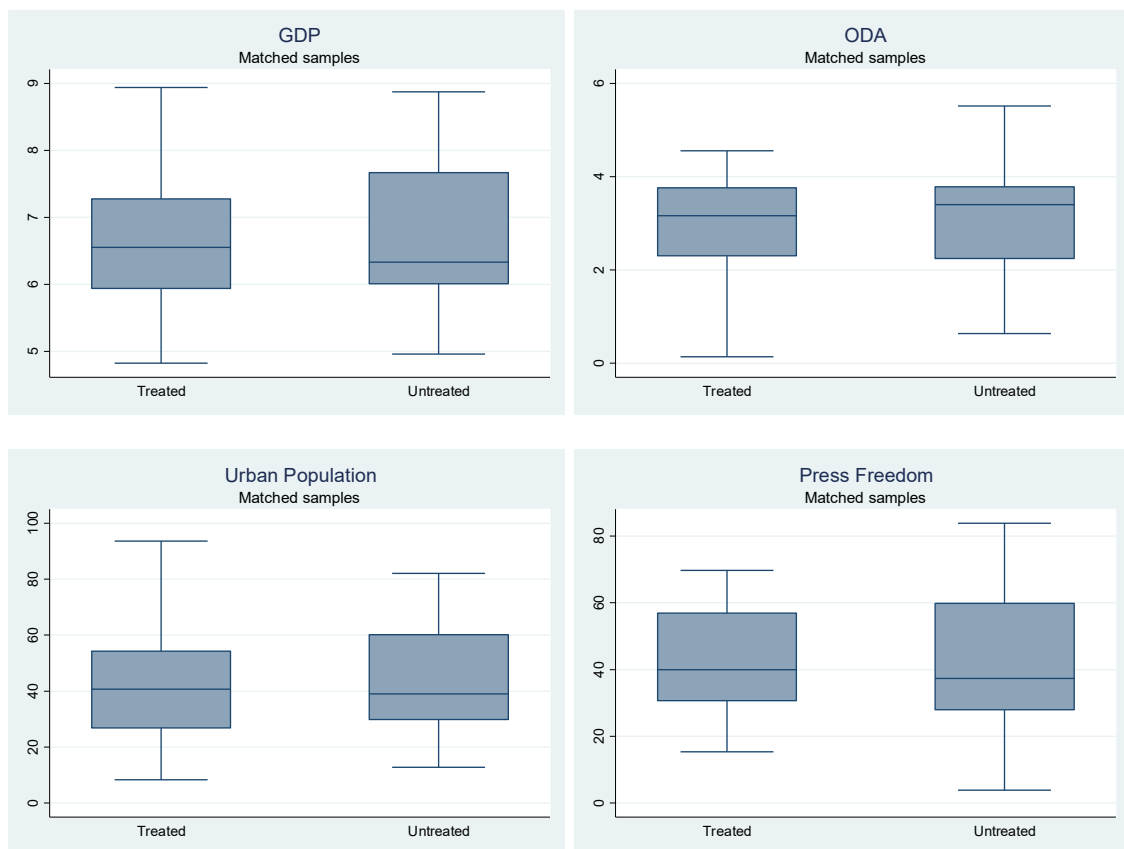 GDP
Matched samples
9
8
7
6
5
Treated
Untreated
ODA
Matched samples
6
4
2
0
Treated
Untreated
Urban Population
Matched samples
100
80
60
40
20
0
Treated
Untreated
Press Freedom
Matched samples
80
60
40
20
0
Treated
Untreated